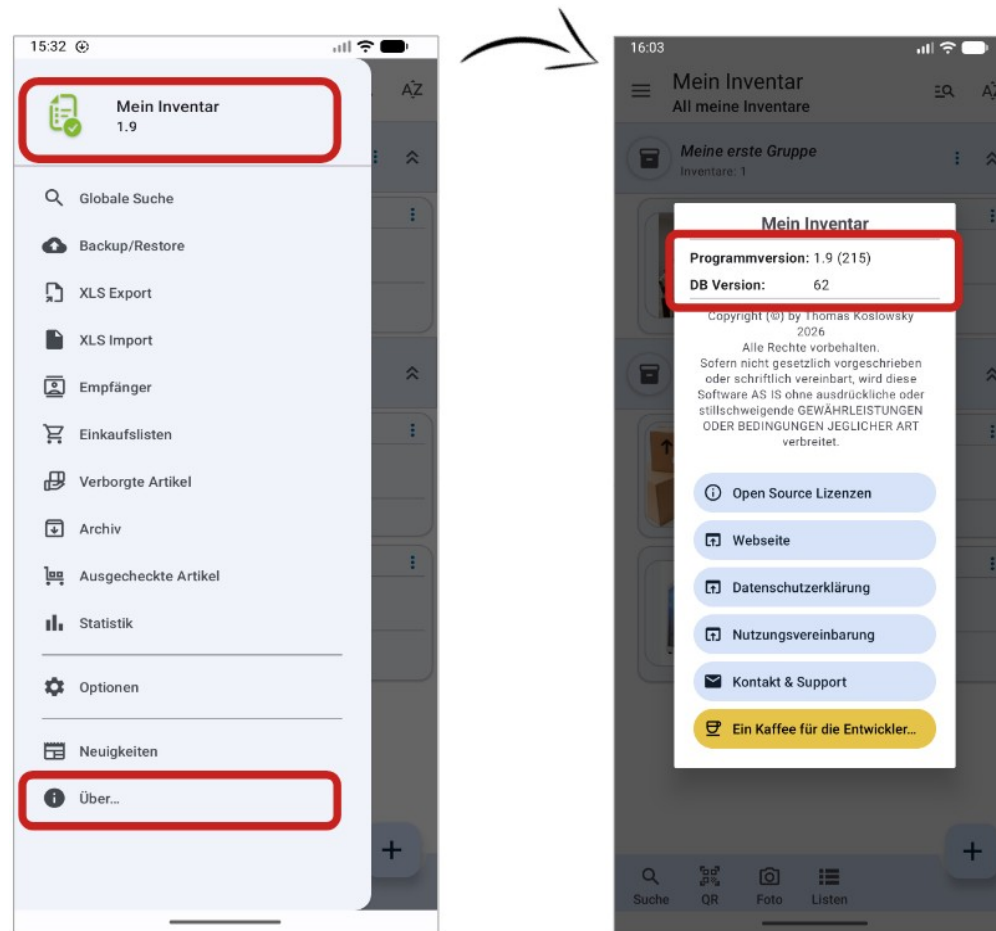 15:32
Mein Inventar
1.9
Globale Suche
Backup/Restore
XLS Export
XLS Import
Empfänger
Einkaufslisten
Verborgte Artikel
Archiv
Ausgecheckte Artikel
Statistik
Optionen
Neuigkeiten
Über...
AZ
+
16:03
Mein Inventar
All meine Inventare
AZ
Meine erste Gruppe
Inventare: 1
Mein Inventar
Programmversion: 1.9 (215)
DB Version: 62
Copyright (©) by Thomas Koslowsky
2026
Alle Rechte vorbehalten.
Sofern nicht gesetzlich vorgeschrieben
oder schriftlich vereinbart, wird diese
Software AS IS ohne ausdrückliche oder
stillschweigende GEWÄHRLEISTUNGEN
ODER BEDINGUNGEN JEGLICHER ART
verbreitet.
Open Source Lizenzen
Webseite
Datenschutzerklärung
Nutzungsvereinbarung
Kontakt & Support
Ein Kaffee für die Entwickler...
+
Suche QR Foto Listen